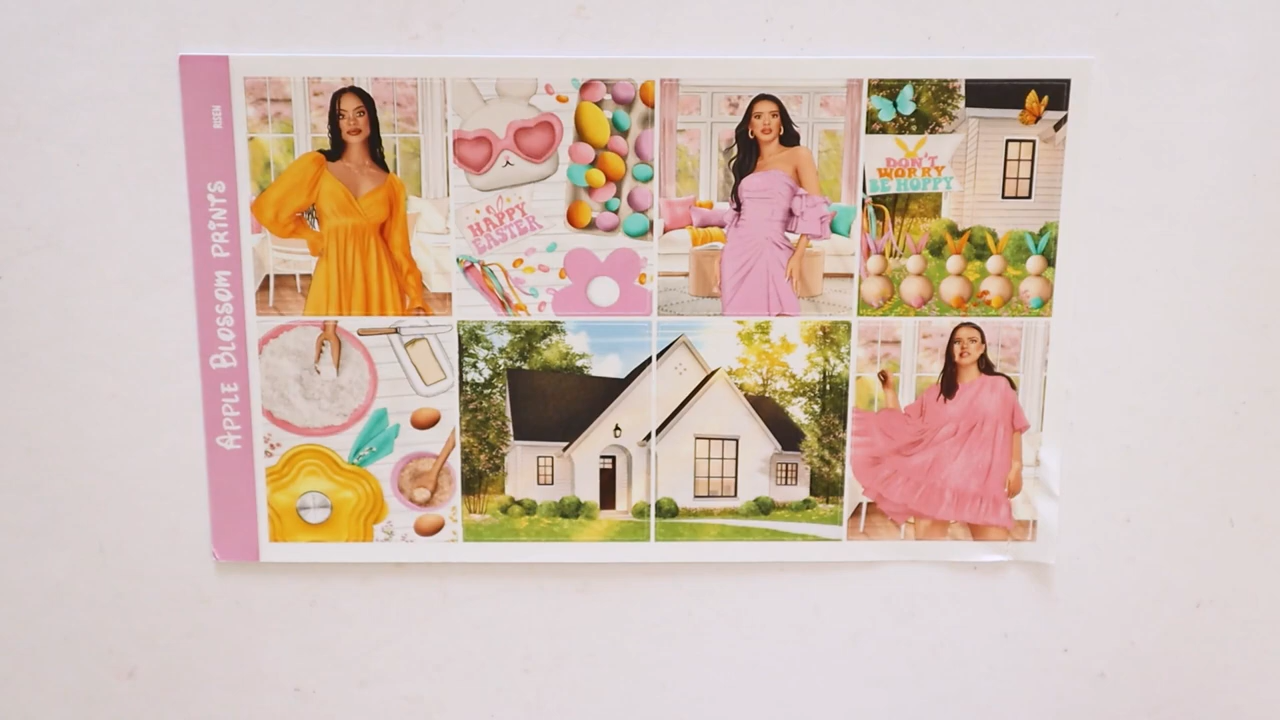 APPLE BLOSSOM PRINTS
RISEN
HAPPY
EASTER
DON'T
WORRY
BE HOPPY